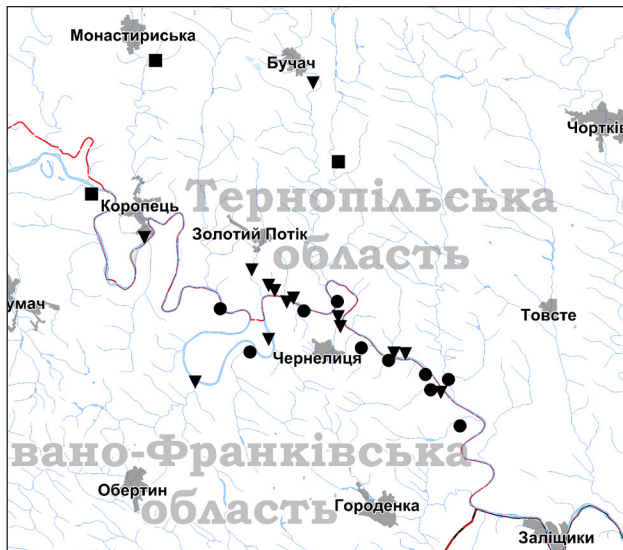 Монастириська
Бучач
Чортків
Тернопільська
Коропець
Золотий Потік
область
умач
Товсте
Чернелиця
вано-Франківська
Обертин
область
Городенка
Заліщики